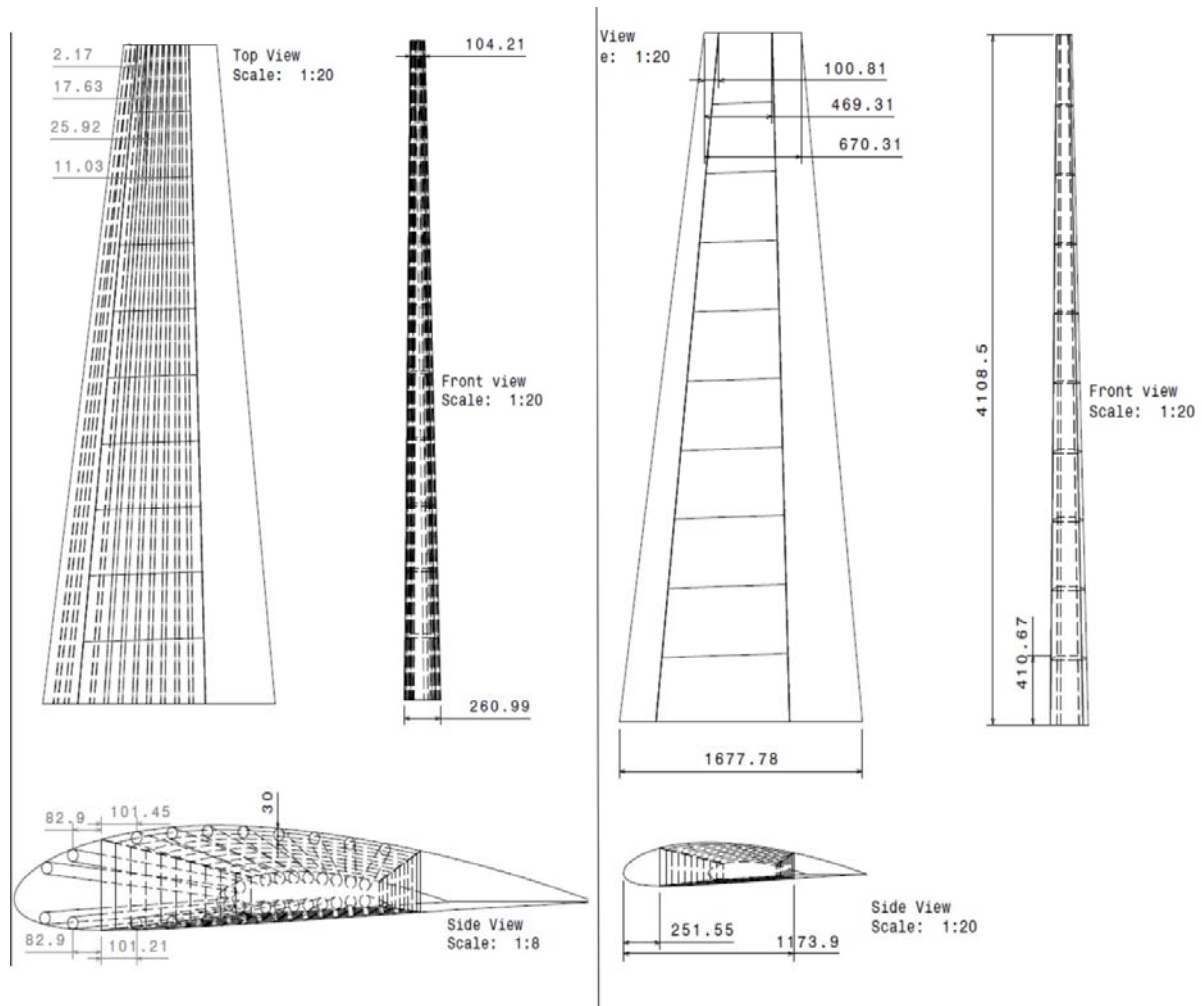 2.17
17.63
25.92
11.03
Top View
Scale: 1:20
104.21
Front view
Scale: 1:20
260.99
82.9
101.45
30
82.9
101.21
Side View
Scale: 1:8
View
e: 1:20
100.81
469.31
670.31
4108.5
410.67
Front view
Scale: 1:20
1677.78
251.55
1173.9
Side View
Scale: 1:20